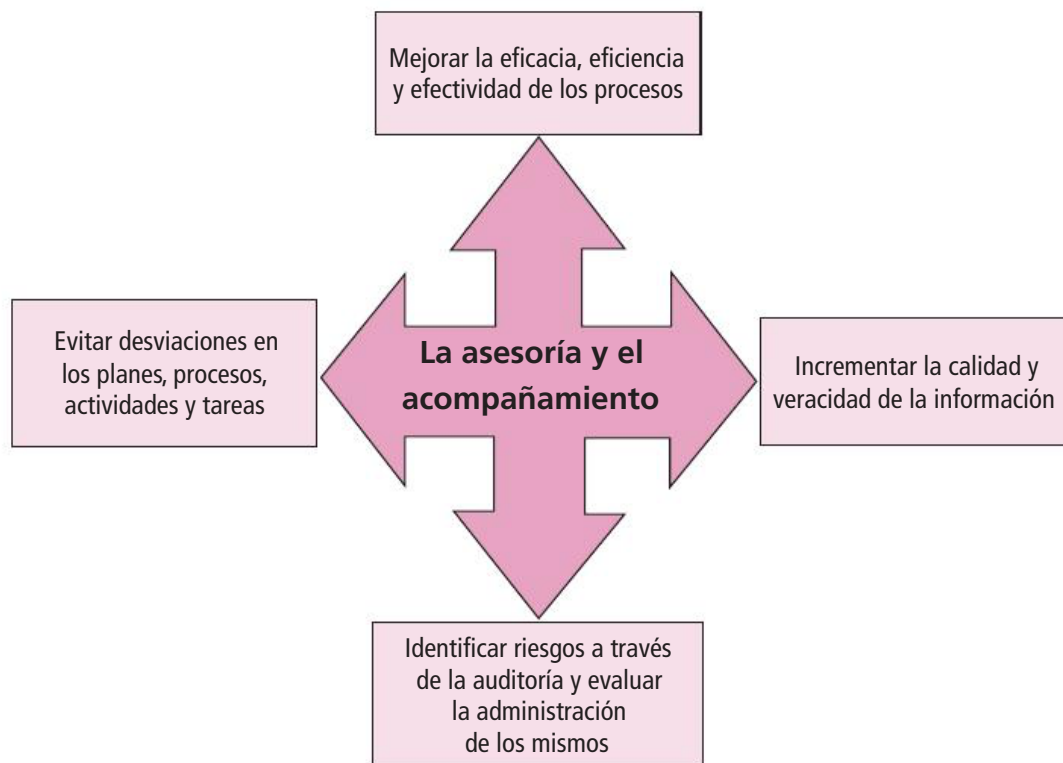 Mejorar la eficacia, eficiencia
y efectividad de los procesos
Evitar desviaciones en
los planes, procesos,
actividades y tareas
La asesoría y el
acompañamiento
Incrementar la calidad y
veracidad de la información
Identificar riesgos a través
de la auditoría y evaluar
la administración
de los mismos